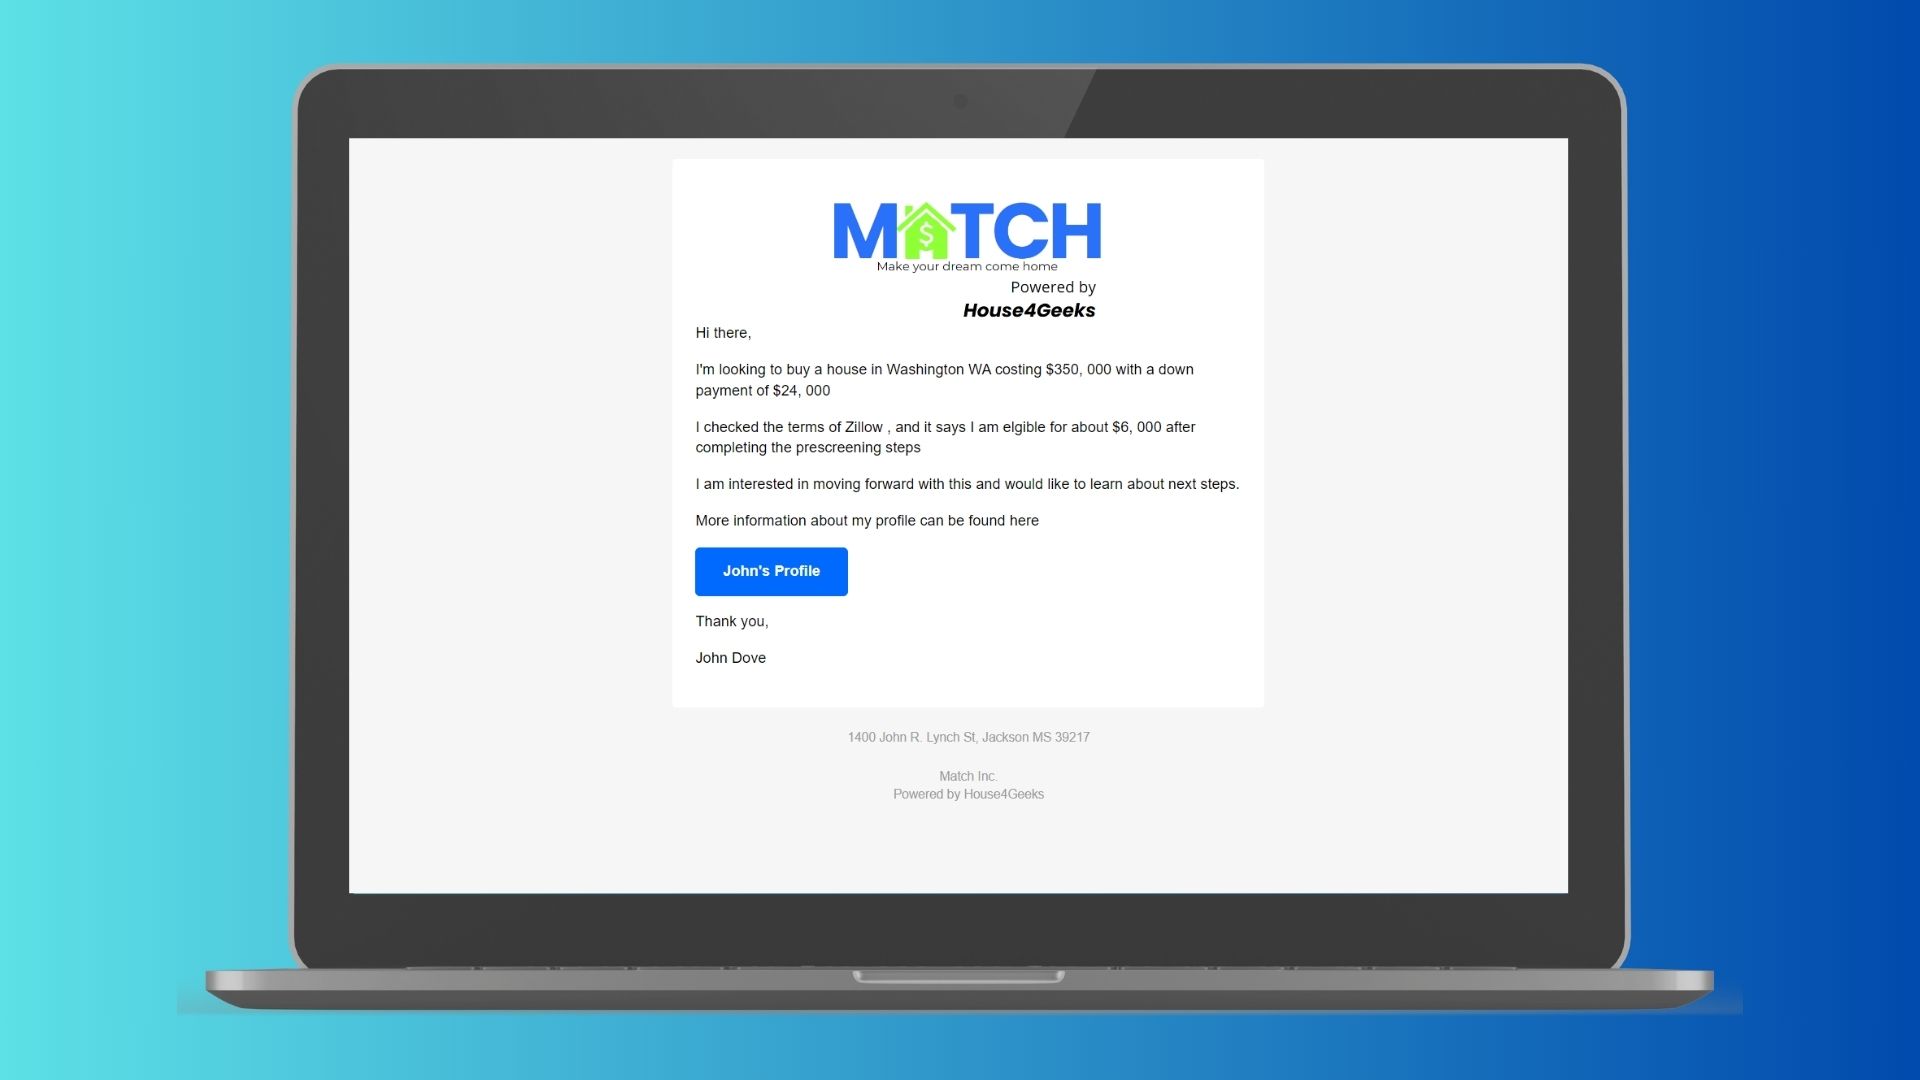 MATCH
Make your dream come home
Powered by
House4Geeks
Hi there,
I'm looking to buy a house in Washington WA costing $350, 000 with a down
payment of $24, 000
I checked the terms of Zillow , and it says I am elgible for about $6, 000 after
completing the prescreening steps
I am interested in moving forward with this and would like to learn about next steps.
More information about my profile can be found here
John's Profile
Thank you,
John Dove
1400 John R. Lynch St, Jackson MS 39217
Match Inc.
Powered by House4Geeks